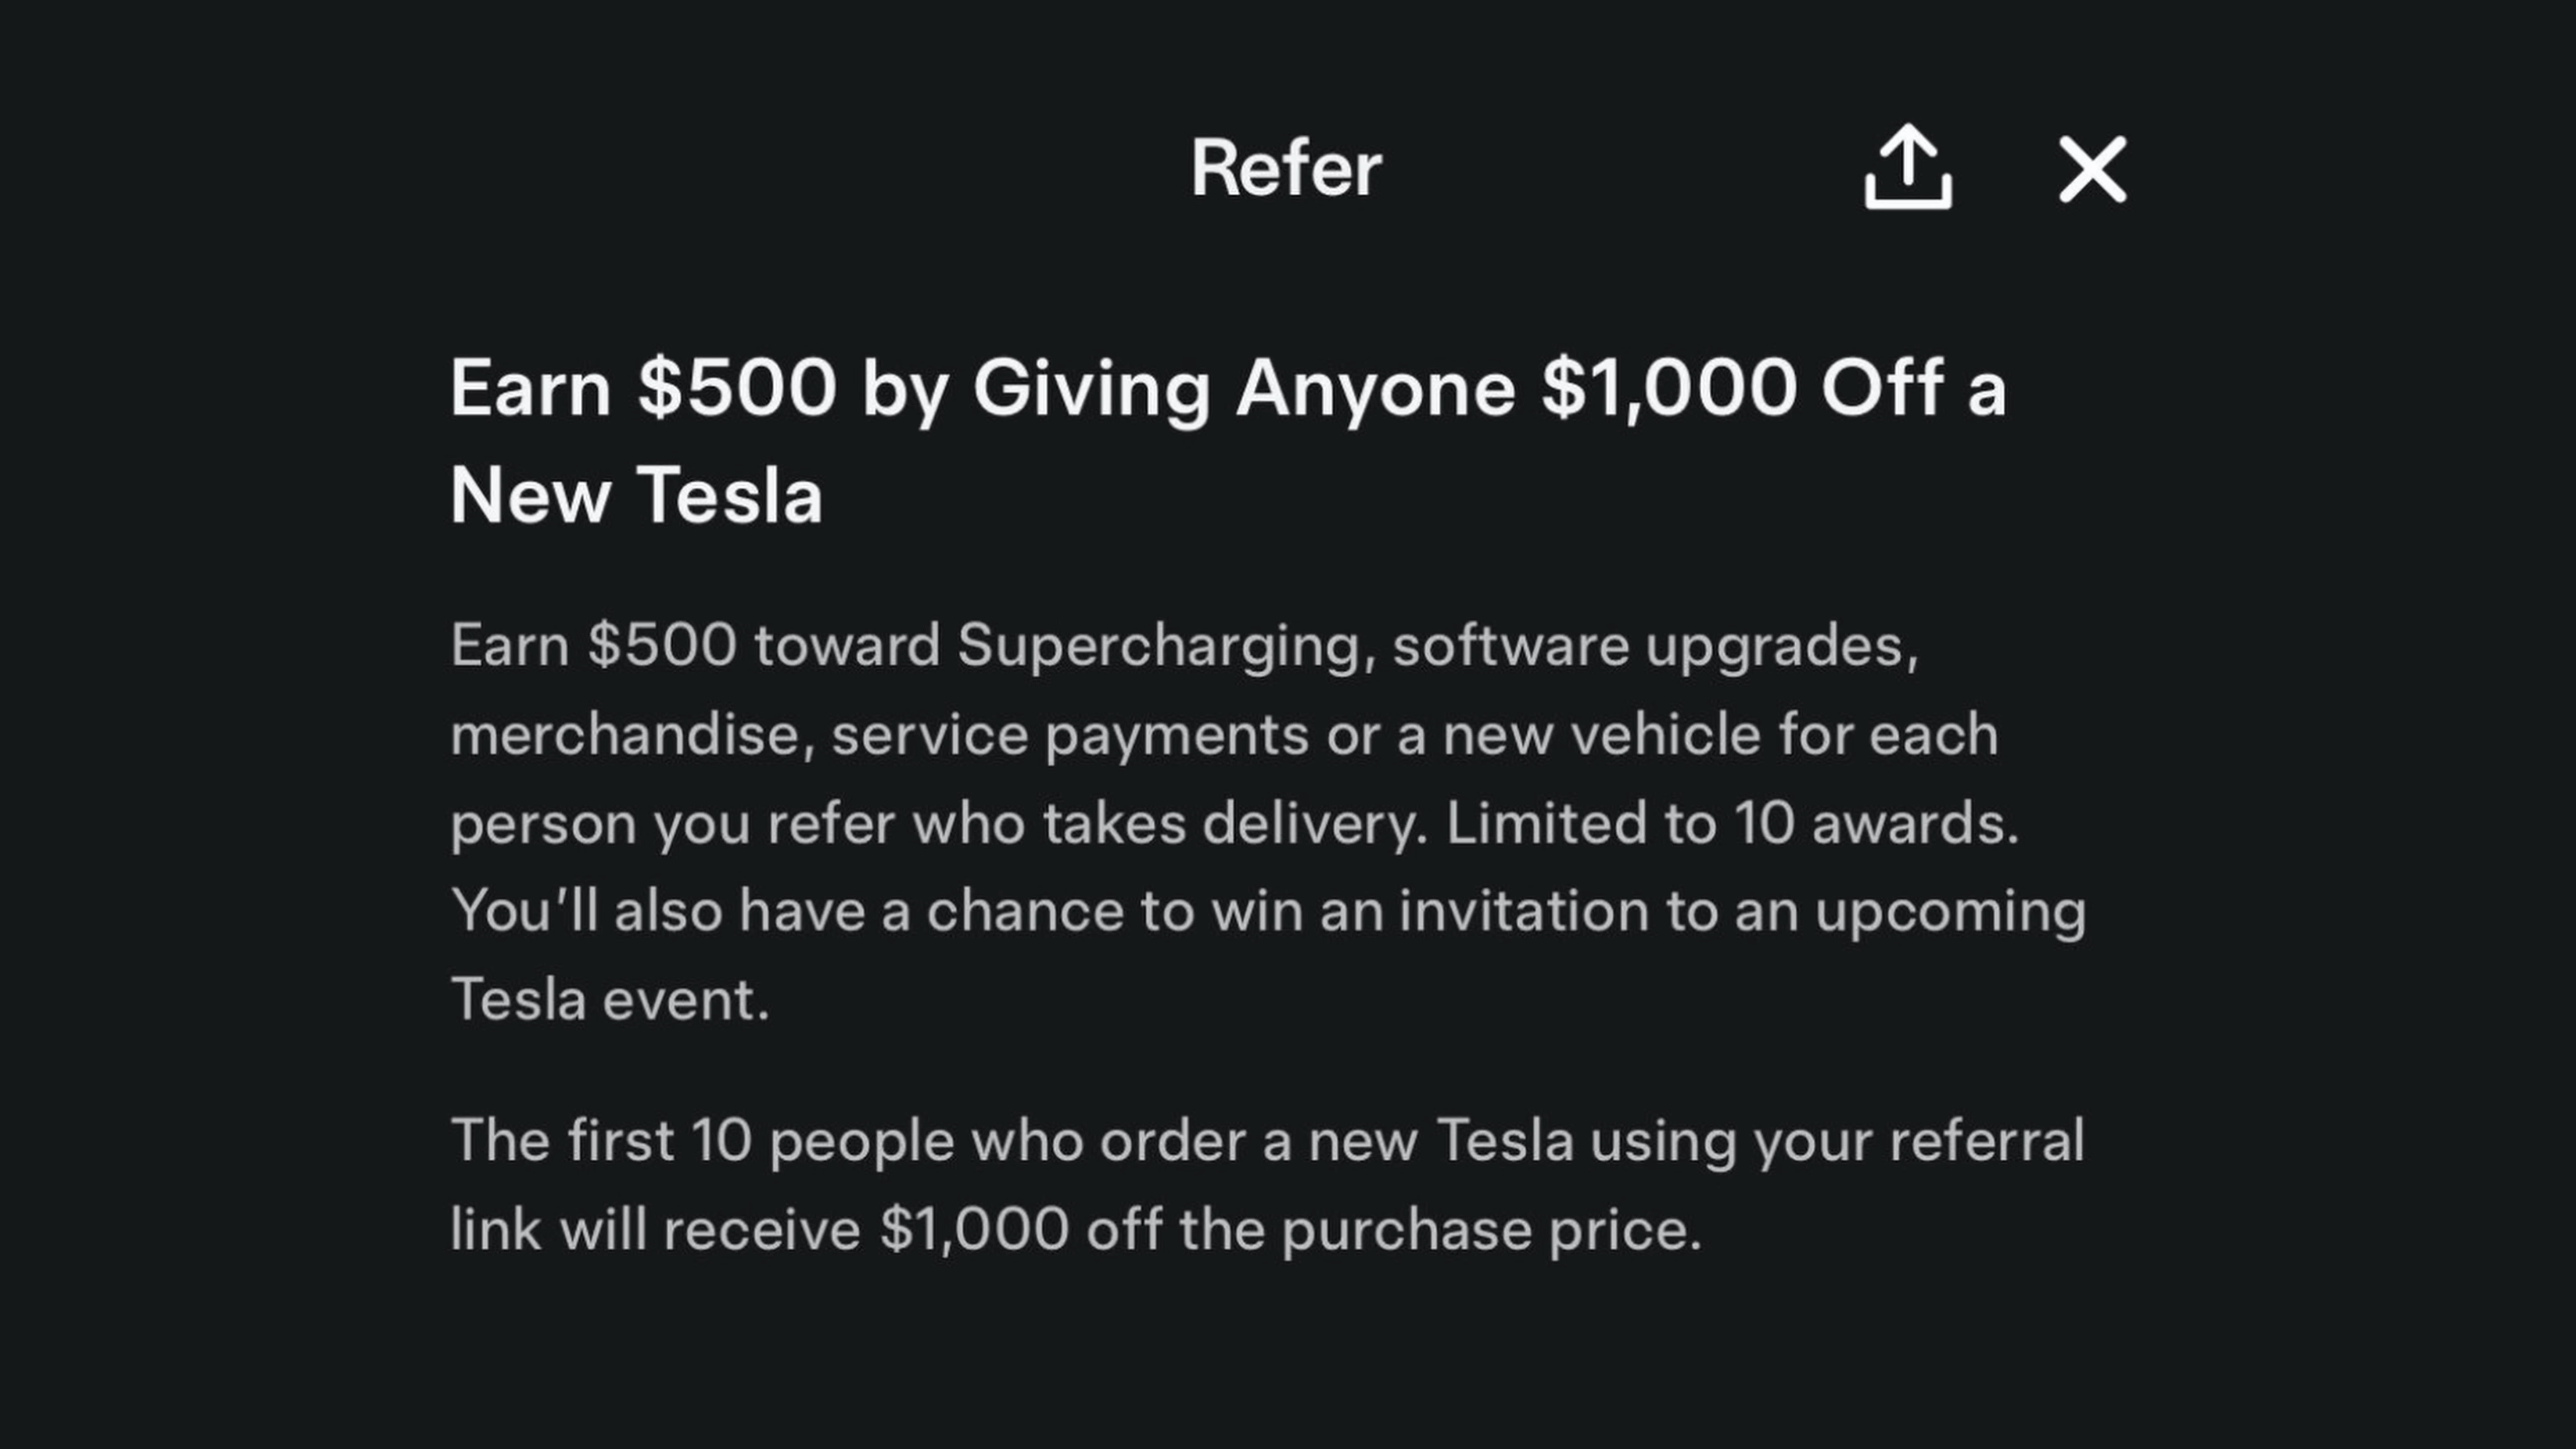 Refer
Earn $500 by Giving Anyone $1,000 Off a
New Tesla
Earn $500 toward Supercharging, software upgrades,
merchandise, service payments or a new vehicle for each
person you refer who takes delivery. Limited to 10 awards.
You’ll also have a chance to win an invitation to an upcoming
Tesla event.
The first 10 people who order a new Tesla using your referral
link will receive $1,000 off the purchase price.